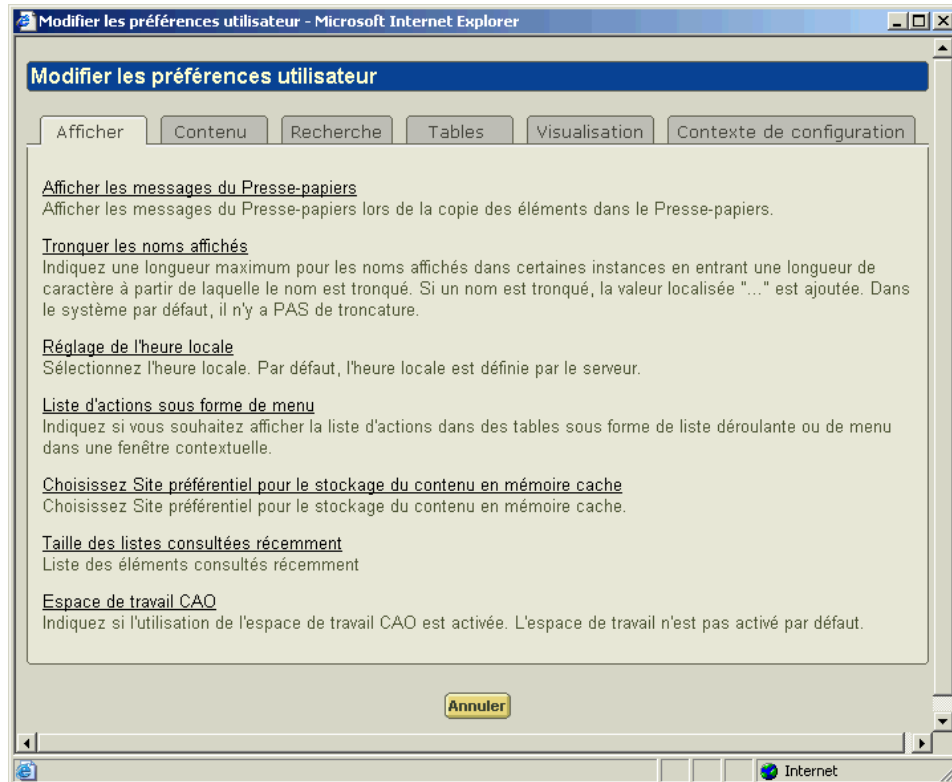 Modifier les préférences utilisateur - Microsoft Internet Explorer
Modifier les préférences utilisateur
Afficher Contenu Recherche Tables Visualisation Contexte de configuration
Afficher les messages du Presse-papiers
Afficher les messages du Presse-papiers lors de la copie des éléments dans le Presse-papiers.
Tronquer les noms affichés
Indiquez une longueur maximum pour les noms affichés dans certaines instances en entrant une longueur de
caractère à partir de laquelle le nom est tronqué. Si un nom est tronqué, la valeur localisée "..." est ajoutée. Dans
le système par défaut, il n'y a PAS de troncature.
Réglage de l'heure locale
Sélectionnez l'heure locale. Par défaut, l'heure locale est définie par le serveur.
Liste d'actions sous forme de menu
Indiquez si vous souhaitez afficher la liste d'actions dans des tables sous forme de liste déroulante ou de menu
dans une fenêtre contextuelle.
Choisissez Site préférentiel pour le stockage du contenu en mémoire cache
Choisissez Site préférentiel pour le stockage du contenu en mémoire cache.
Taille des listes consultées récemment
Liste des éléments consultés récemment
Espace de travail CAO
Indiquez si l'utilisation de l'espace de travail CAO est activée. L'espace de travail n'est pas activé par défaut.
Annuler
Internet